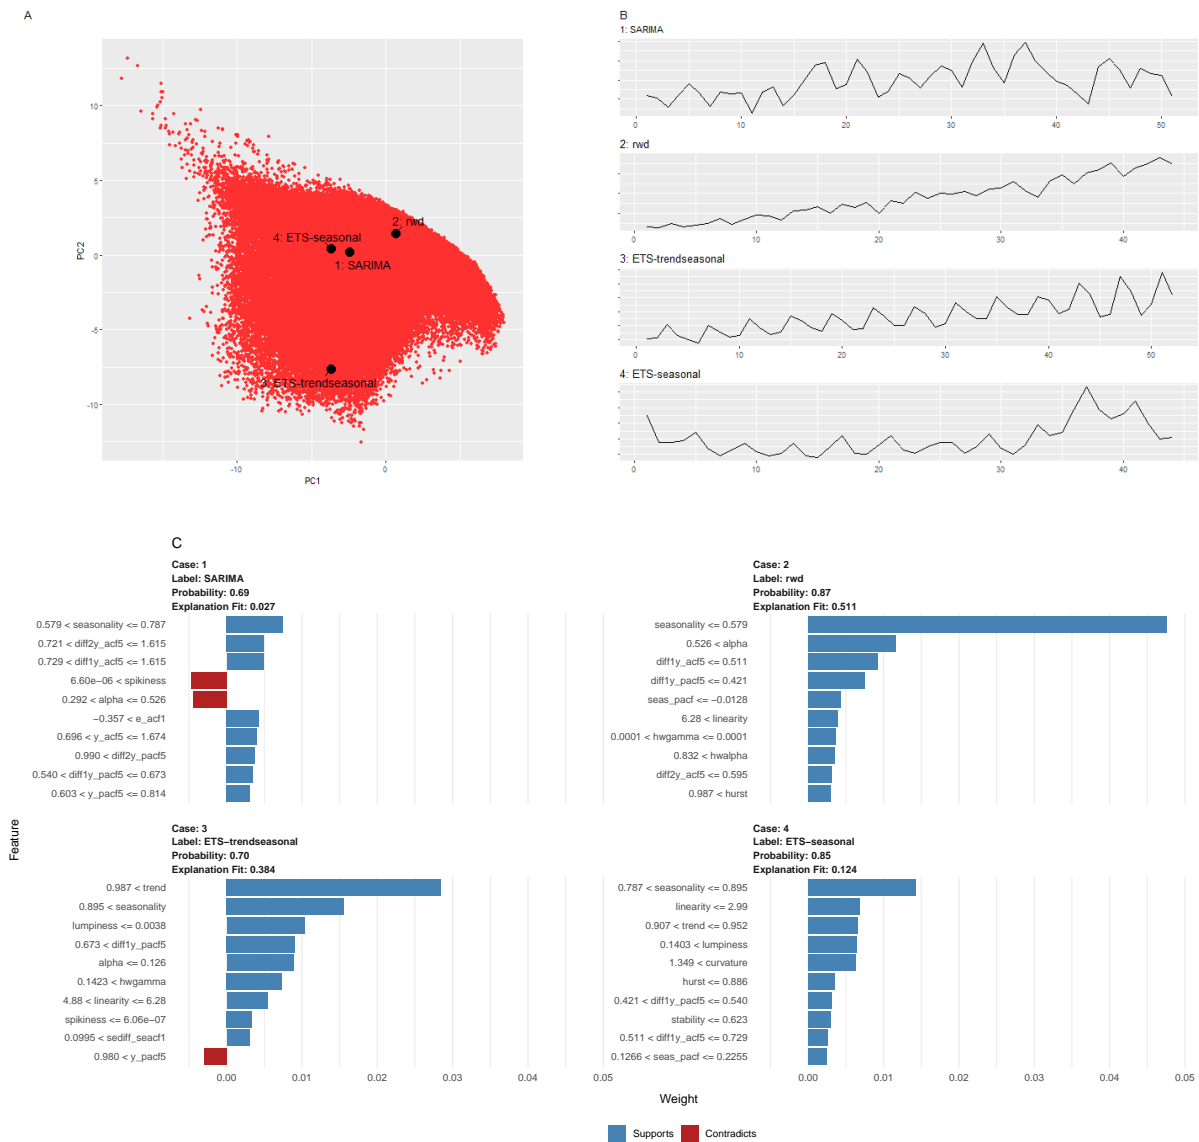 A
10
5
0
-5
-10
PC2
2: rwd
4: ETS-seasonal
1: SARIMA
3: ETS-trendseasonal
-10
0
PC1
B
1: SARIMA
0
10
20
30
40
50
2: rwd
0
10
20
30
40
3: ETS-trendseasonal
0
10
20
30
40
50
4: ETS-seasonal
0
10
20
30
40
C
Feature
Case: 1
Label: SARIMA
Probability: 0.69
Explanation Fit: 0.027
0.579 < seasonality <= 0.787
0.721 < diff2y_acf5 <= 1.615
0.729 < diff1y_acf5 <= 1.615
6.60e−06 < spikiness
0.292 < alpha <= 0.526
−0.357 < e_acf1
0.696 < y_acf5 <= 1.674
0.990 < diff2y_pacf5
0.540 < diff1y_pacf5 <= 0.673
0.603 < y_pacf5 <= 0.814
Case: 2
Label: rwd
Probability: 0.87
Explanation Fit: 0.511
seasonality <= 0.579
0.526 < alpha
diff1y_acf5 <= 0.511
diff1y_pacf5 <= 0.421
seas_pacf <= −0.0128
6.28 < linearity
0.0001 < hwgamma <= 0.0001
0.832 < hwalpha
diff2y_acf5 <= 0.595
0.987 < hurst
Case: 3
Label: ETS−trendseasonal
Probability: 0.70
Explanation Fit: 0.384
0.987 < trend
0.895 < seasonality
lumpiness <= 0.0038
0.673 < diff1y_pacf5
alpha <= 0.126
0.1423 < hwgamma
4.88 < linearity <= 6.28
spikiness <= 6.06e−07
0.0995 < sediff_seacf1
0.980 < y_pacf5
0.00
0.01
0.02
0.03
0.04
0.05
Case: 4
Label: ETS−seasonal
Probability: 0.85
Explanation Fit: 0.124
0.787 < seasonality <= 0.895
linearity <= 2.99
0.907 < trend <= 0.952
0.1403 < lumpiness
1.349 < curvature
hurst <= 0.886
0.421 < diff1y_pacf5 <= 0.540
stability <= 0.623
0.511 < diff1y_acf5 <= 0.729
0.1266 < seas_pacf <= 0.2255
0.00
0.01
0.02
0.03
0.04
0.05
Weight
Supports
Contradicts